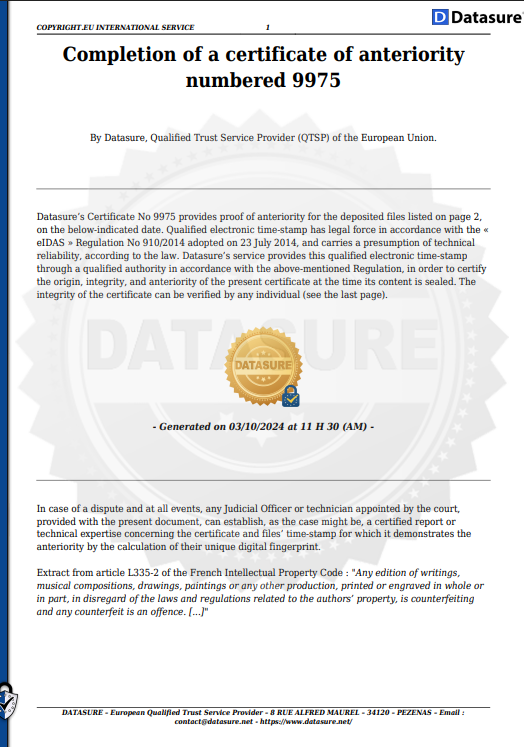 COPYRIGHT.EU INTERNATIONAL SERVICE 1
Datasure
Completion of a certificate of anteriority
numbered 9975
By Datasure, Qualified Trust Service Provider (QTSP) of the European Union.
Datasure's Certificate No 9975 provides proof of anteriority for the deposited files listed on page 2,
on the below-indicated date. Qualified electronic time-stamp has legal force in accordance with the «
eIDAS » Regulation No 910/2014 adopted on 23 July 2014, and carries a presumption of technical
reliability, according to the law. Datasure's service provides this qualified electronic time-stamp
through a qualified authority in accordance with the above-mentioned Regulation, in order to certify
the origin, integrity, and anteriority of the present certificate at the time its content is sealed. The
integrity of the certificate can be verified by any individual (see the last page).
DATASURE
DATASURE
- Generated on 03/10/2024 at 11 H 30 (AM) -
In case of a dispute and at all events, any Judicial Officer or technician appointed by the court,
provided with the present document, can establish, as the case might be, a certified report or
technical expertise concerning the certificate and files' time-stamp for which it demonstrates the
anteriority by the calculation of their unique digital fingerprint.
Extract from article L335-2 of the French Intellectual Property Code : "Any edition of writings,
musical compositions, drawings, paintings or any other production, printed or engraved in whole or
in part, in disregard of the laws and regulations related to the authors' property, is counterfeiting
and any counterfeit is an offence. [...]"
DATASURE – European Qualified Trust Service Provider – 8 RUE ALFRED MAUREL – 34120 – PEZENAS – Email :
contact@datasure.net - https://www.datasure.net/